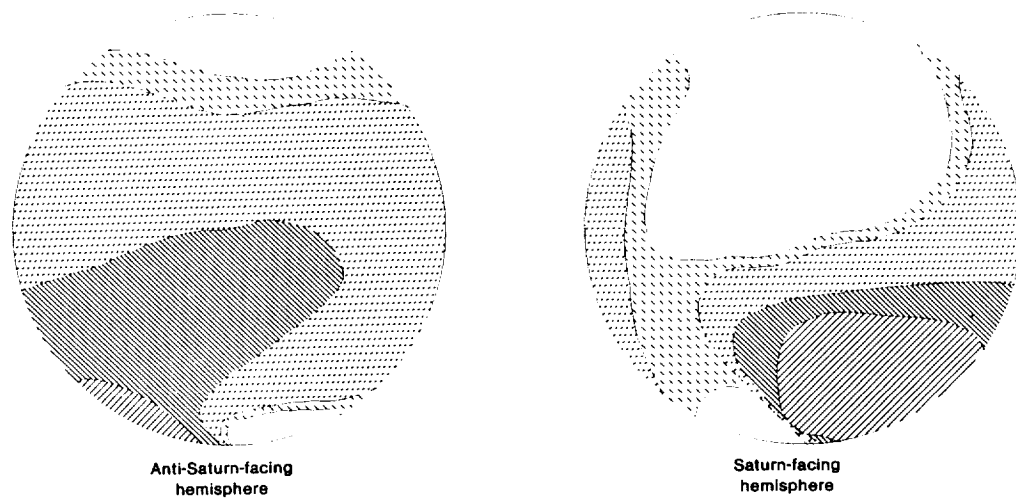 Anti-Saturn-facing
hemisphere
Saturn-facing
hemisphere